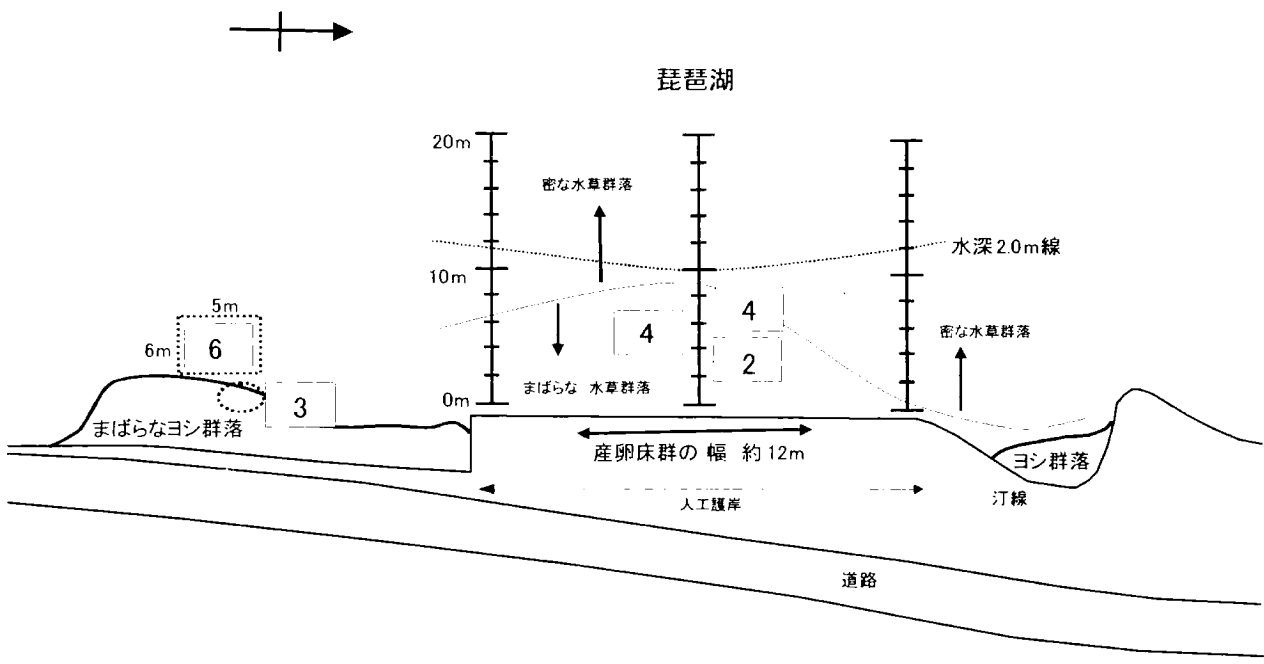 琵琶湖
20m
密な水草群落
水深2.0m線
10m
5m
6m
6
4
4
2
密な水草群落
まばらな 水草群落
0m
3
まばらなヨシ群落
産卵床群の 幅 約12m
ヨシ群落
人工護岸
汀線
道路